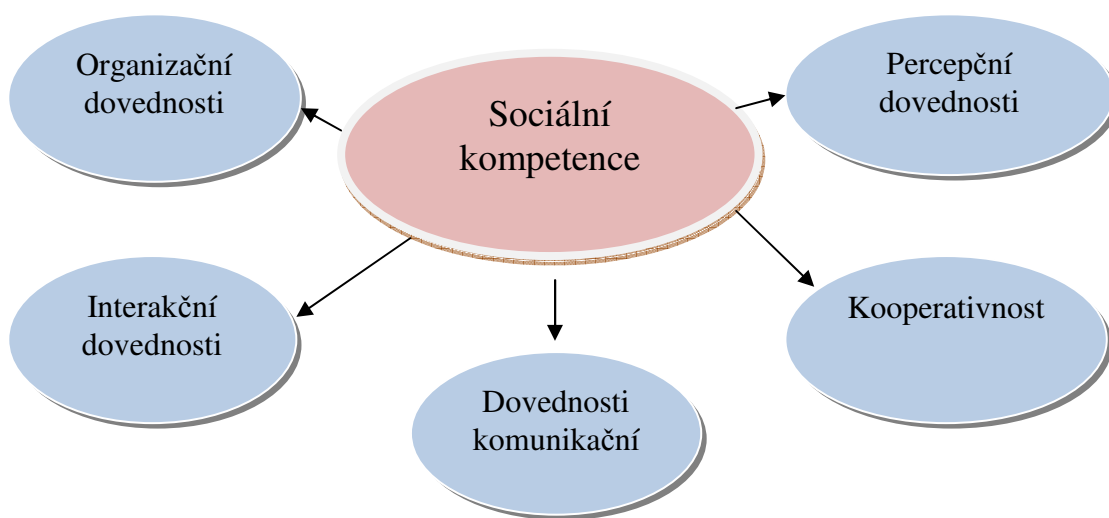 Organizační
dovednosti
Sociální
kompetence
Percepční
dovednosti
Interakční
dovednosti
Kooperativnost
Dovednosti
komunikační